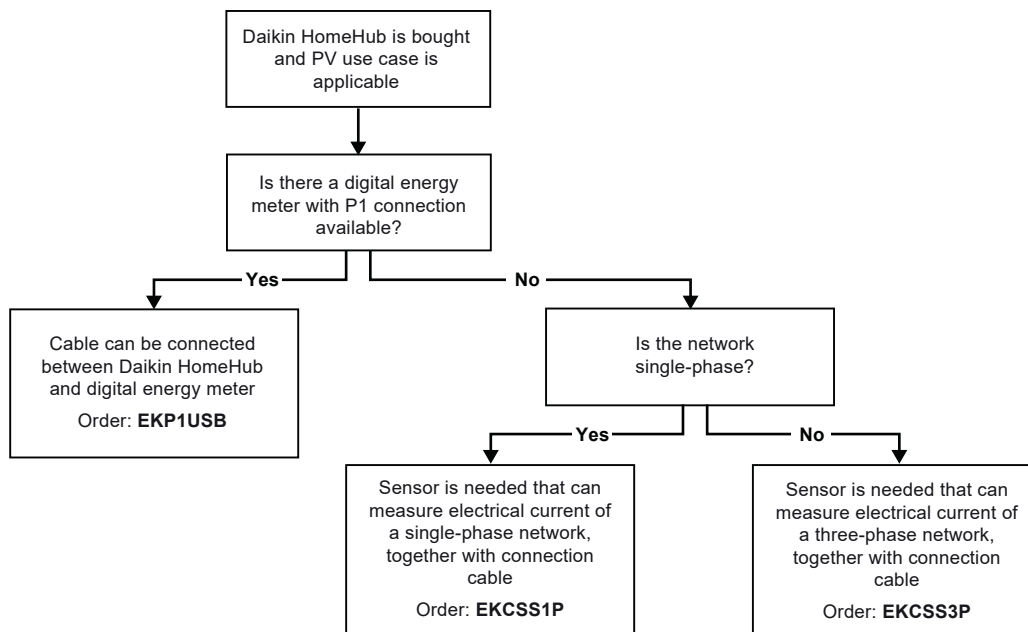 Daikin HomeHub is bought
and PV use case is
applicable
Is there a digital energy
meter with P1 connection
available?
Yes
No
Cable can be connected
between Daikin HomeHub
and digital energy meter
Order: EKP1USB
Is the network
single-phase?
Yes
No
Sensor is needed that can
measure electrical current of
a single-phase network,
together with connection
cable
Order: EKCSS1P
Sensor is needed that can
measure electrical current of
a three-phase network,
together with connection
cable
Order: EKCSS3P